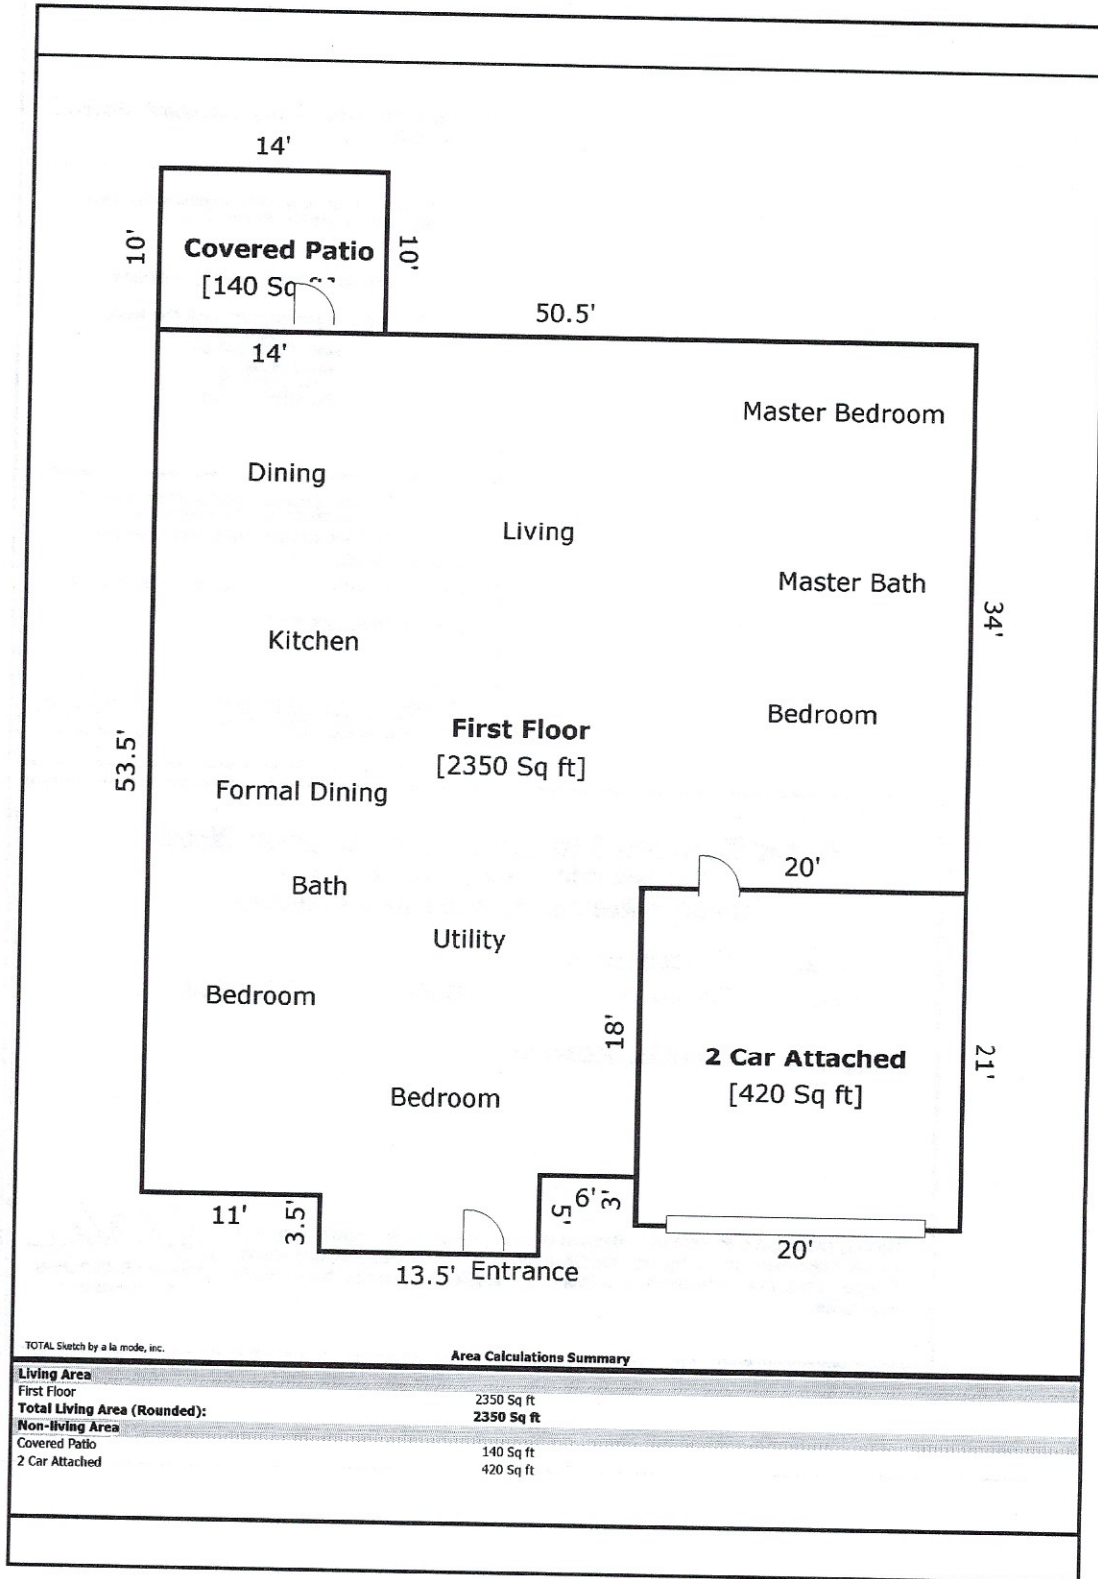 14'
10'
Covered Patio
10'
[140 Sq
50.5'
14'
Master Bedroom
Dining
Living
Master Bath
34'
Kitchen
Bedroom
First Floor
[2350 Sq ft]
53.5'
Formal Dining
20'
Bath
Utility
Bedroom
18'
2 Car Attached
21'
[420 Sq ft]
Bedroom
11'
3.5'
5'
6'
3'
20'
13.5'
Entrance
TOTAL Sketch by a la mode, inc.
Area Calculations Summary
Living Area
First Floor 2350 Sq ft
Total Living Area (Rounded): 2350 Sq ft
Non-living Area
Covered Patio 140 Sq ft
2 Car Attached 420 Sq ft